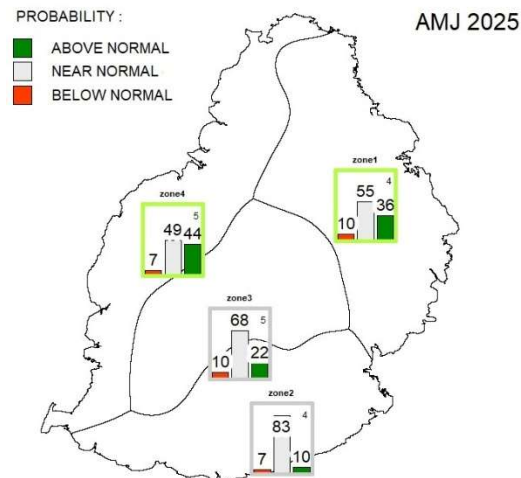 PROBABILITY :
AMJ 2025
ABOVE NORMAL
NEAR NORMAL
BELOW NORMAL
zone1
4
10 55 36
zone4
5
7 49 44
zone3
5
10 68 22
zone2
4
7 83 10